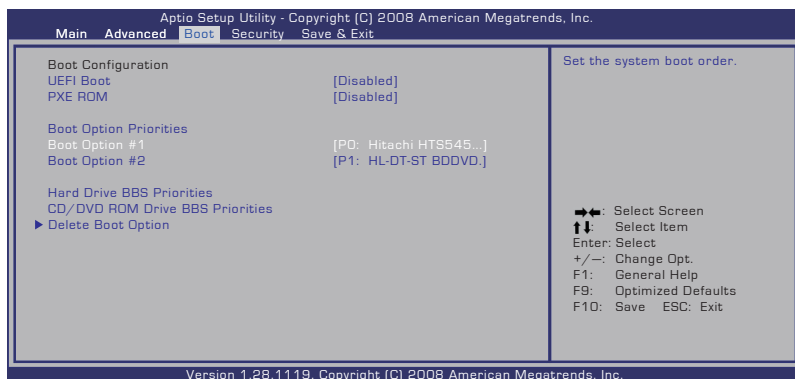 Aptio Setup Utility - Copyright (C) 2008 American Megatrends, Inc.
Main Advanced Boot Security Save & Exit
Boot Configuration
UEFI Boot [Disabled]
PXE ROM [Disabled]
Boot Option Priorities
Boot Option #1 [P0: Hitachi HTS545...]
Boot Option #2 [P1: HL-DT-ST BDDVD.]
Hard Drive BBS Priorities
CD/DVD ROM Drive BBS Priorities
Delete Boot Option
Set the system boot order.
→←: Select Screen
↑↓: Select Item
Enter: Select
+/—: Change Opt.
F1: General Help
F9: Optimized Defaults
F10: Save ESC: Exit
Version 1.28.1119. Copyright (C) 2008 American Megatrends, Inc.